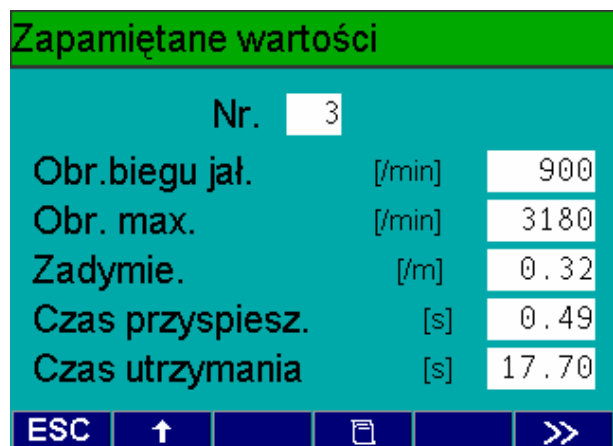 Zapamiętane wartości
Nr. 3
Obr.biegu jał. [/min] 900
Obr. max. [/min] 3180
Zadymie. [/m] 0.32
Czas przyspiesz. [s] 0.49
Czas utrzymania [s] 17.70
ESC ↑ >>